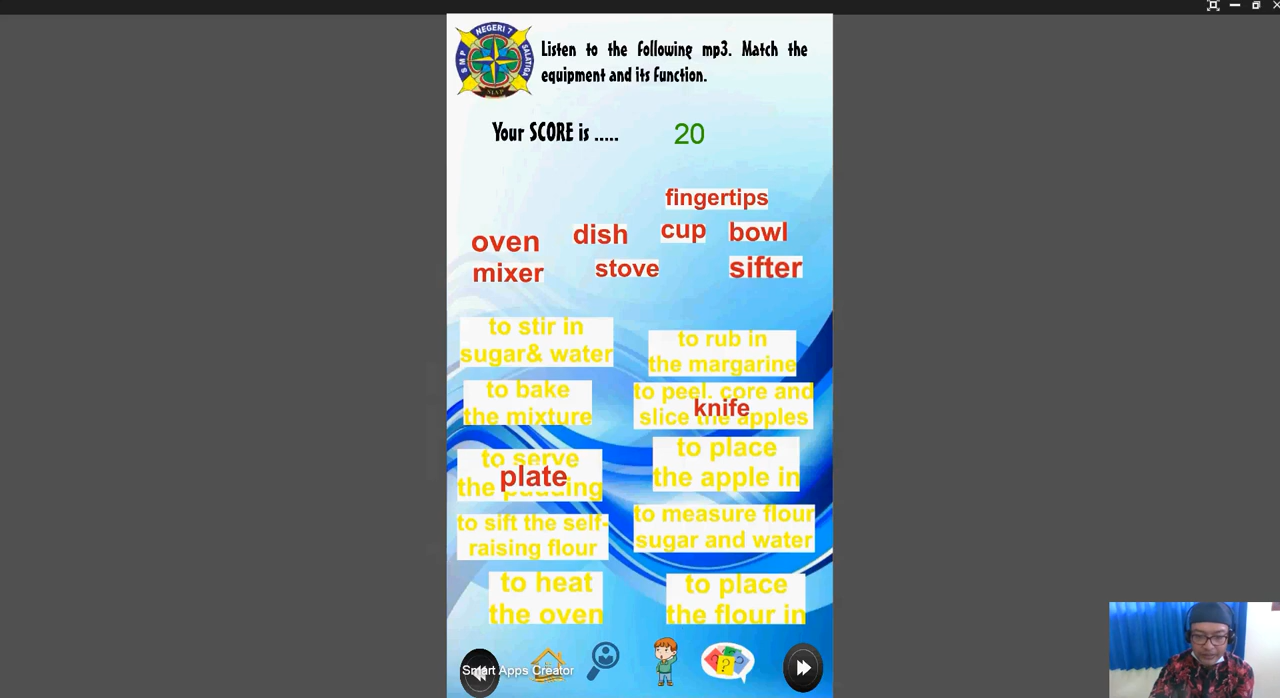 NEGERI 7
SMP
SALATIGA
Listen to the following mp3. Match the
equipment and its function.
Your SCORE is ..... 20
fingertips
oven dish cup bowl
mixer stove sifter
to stir in
sugar& water
to rub in
the margarine
to bake
the mixture
to peel. core and
slice the apples
knife
to serve
the pudding
plate
to place
the apple in
to sift the self-
raising flour
to measure flour
sugar and water
to heat
the oven
to place
the flour in
Smart Apps Creator